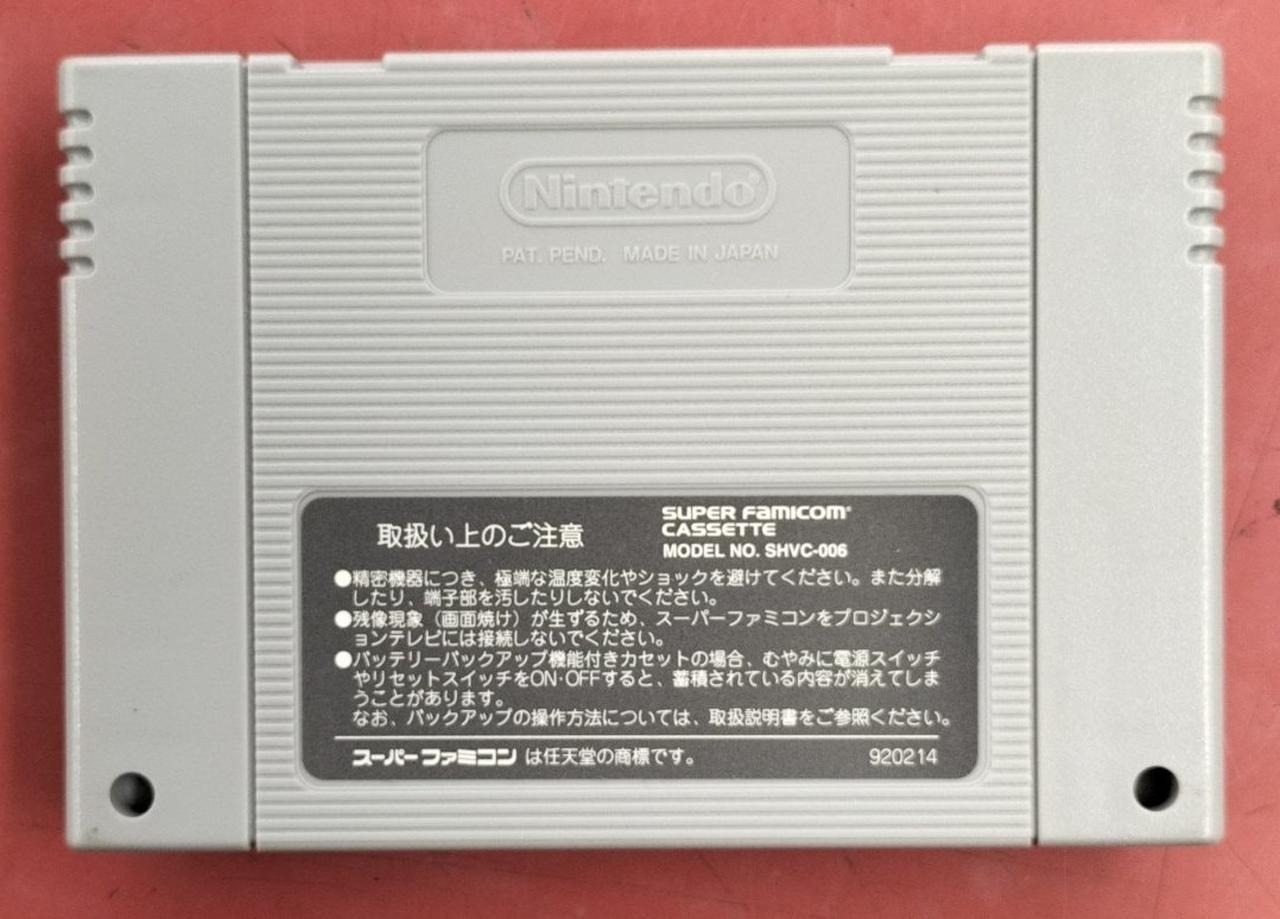 Nintendo®
PAT. PEND. MADE IN JAPAN
取扱い上のご注意
SUPER FAMICOM®
CASSETTE
MODEL NO. SHVC-006
●精密機器につき、極端な温度変化やショックを避けてください。また分解
したり、端子部を汚したりしないでください。
●残像現象（画面焼け）が生ずるため、スーパーファミコンをプロジェクシ
ョンテレビには接続しないでください。
●バッテリーバックアップ機能付きカセットの場合、むやみに電源スイッチ
やリセットスイッチをON・OFFすると、蓄積されている内容が消えてしま
うことがあります。
なお、バックアップの操作方法については、取扱説明書をご参照ください。
スーパーファミコン は任天堂の商標です。 920214